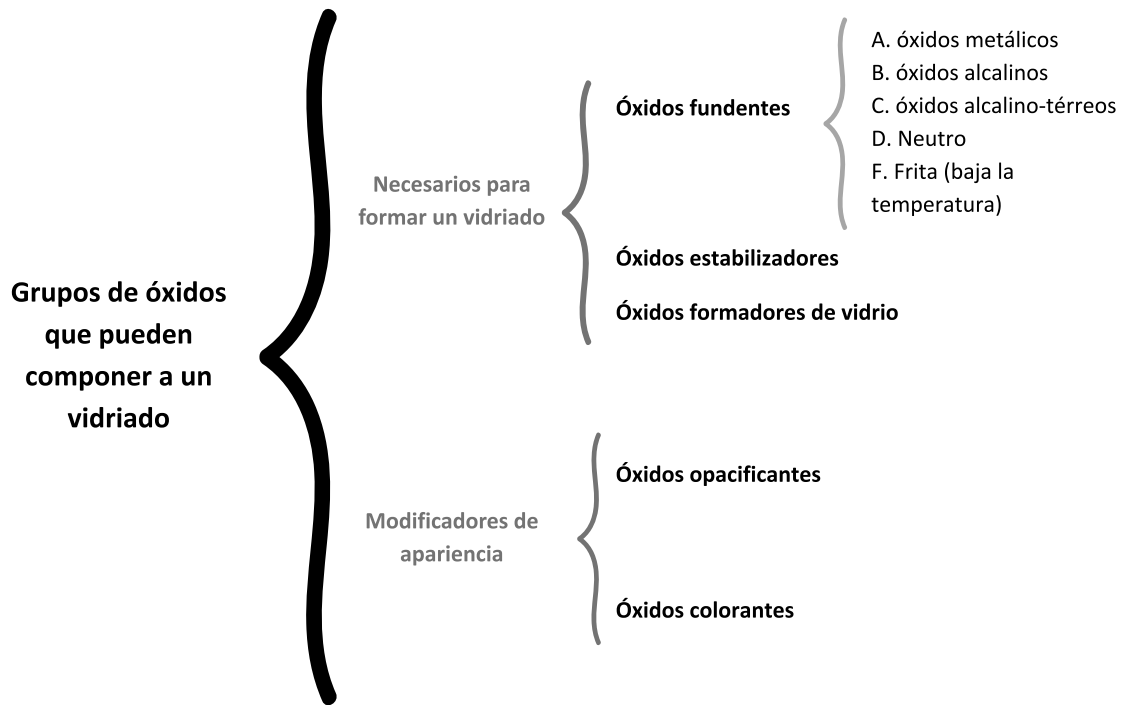 Grupos de óxidos
que pueden
componer a un
vidriado
Necesarios para
formar un vidriado
Óxidos fundentes
A. óxidos metálicos
B. óxidos alcalinos
C. óxidos alcalino-térreos
D. Neutro
F. Frita (baja la
temperatura)
Óxidos estabilizadores
Óxidos formadores de vidrio
Modificadores de
apariencia
Óxidos opacificantes
Óxidos colorantes